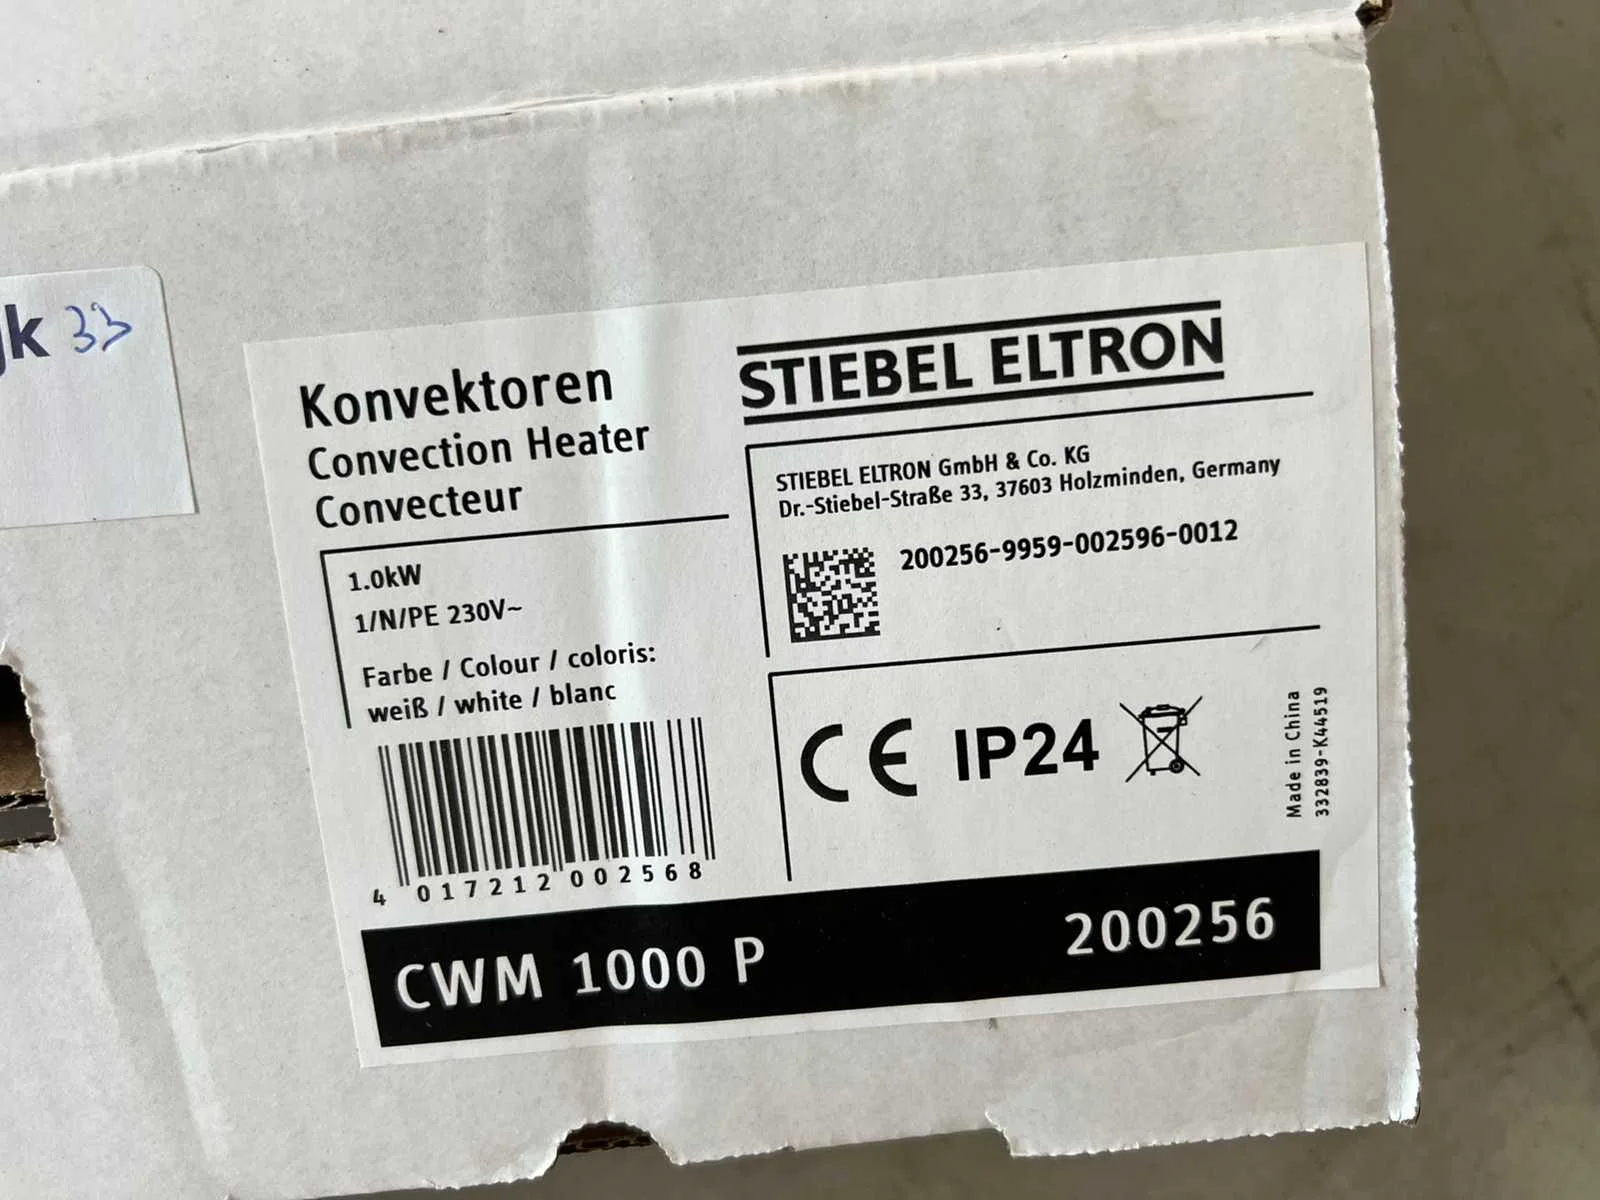 33
Konvektoren
Convection Heater
Convecteur
1.0kW
1/N/PE 230V~
Farbe / Colour / coloris:
weiß / white / blanc
4 017212 002568
STIEBEL ELTRON
STIEBEL ELTRON GmbH & Co. KG
Dr.-Stiebel-Straße 33, 37603 Holzminden, Germany
200256-9959-002596-0012
CE IP24
Made in China
332839-K44519
CWM 1000 P 200256